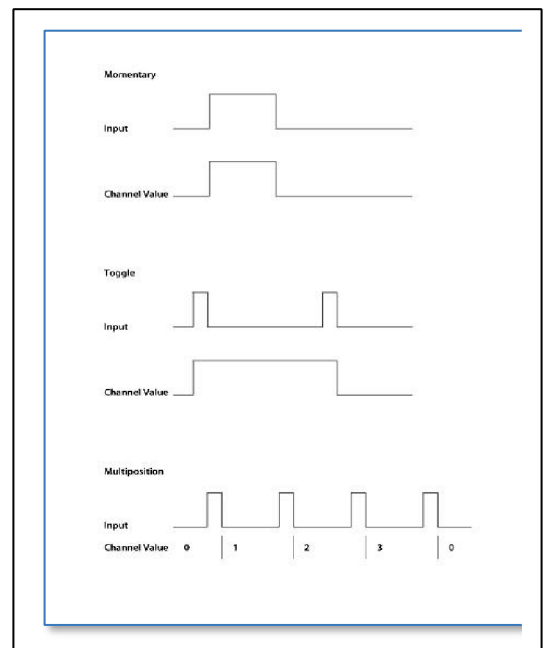 Momentary
Input
Channel Value
Toggle
Input
Channel Value
Multiposition
Input
Channel Value 0 1 2 3 0